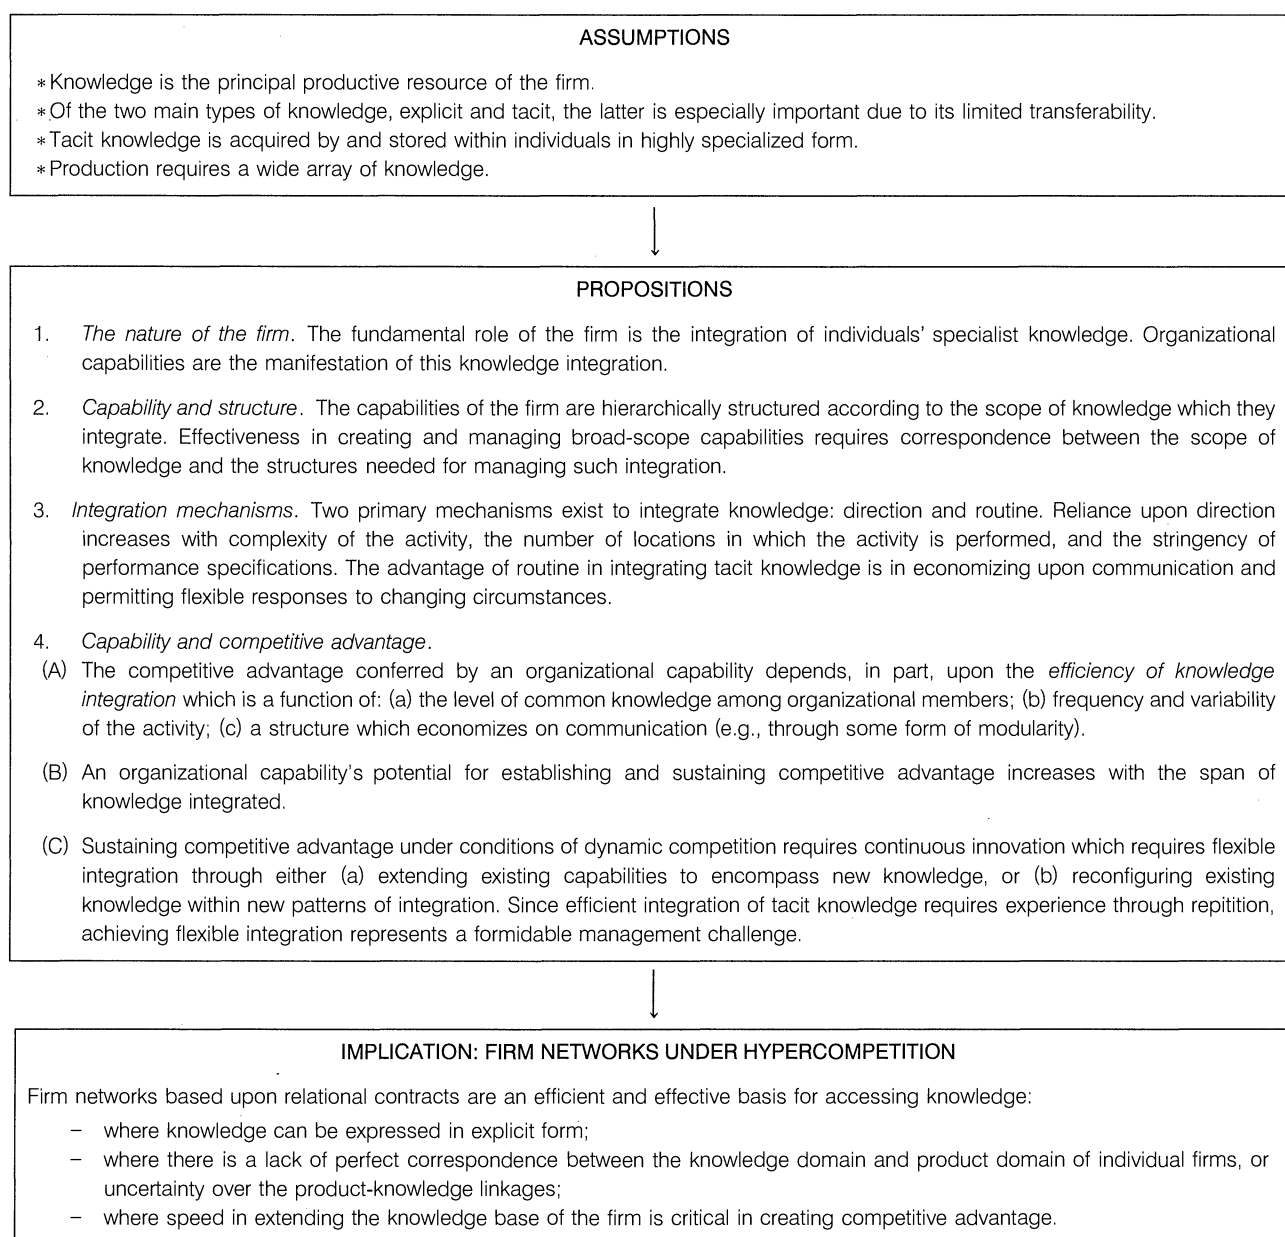 ASSUMPTIONS
* Knowledge is the principal productive resource of the firm.
* Of the two main types of knowledge, explicit and tacit, the latter is especially important due to its limited transferability.
* Tacit knowledge is acquired by and stored within individuals in highly specialized form.
* Production requires a wide array of knowledge.
PROPOSITIONS
1. The nature of the firm. The fundamental role of the firm is the integration of individuals' specialist knowledge. Organizational
capabilities are the manifestation of this knowledge integration.
2. Capability and structure. The capabilities of the firm are hierarchically structured according to the scope of knowledge which they
integrate. Effectiveness in creating and managing broad-scope capabilities requires correspondence between the scope of
knowledge and the structures needed for managing such integration.
3. Integration mechanisms. Two primary mechanisms exist to integrate knowledge: direction and routine. Reliance upon direction
increases with complexity of the activity, the number of locations in which the activity is performed, and the stringency of
performance specifications. The advantage of routine in integrating tacit knowledge is in economizing upon communication and
permitting flexible responses to changing circumstances.
4. Capability and competitive advantage.
(A) The competitive advantage conferred by an organizational capability depends, in part, upon the efficiency of knowledge
integration which is a function of: (a) the level of common knowledge among organizational members; (b) frequency and variability
of the activity; (c) a structure which economizes on communication (e.g., through some form of modularity).
(B) An organizational capability's potential for establishing and sustaining competitive advantage increases with the span of
knowledge integrated.
(C) Sustaining competitive advantage under conditions of dynamic competition requires continuous innovation which requires flexible
integration through either (a) extending existing capabilities to encompass new knowledge, or (b) reconfiguring existing
knowledge within new patterns of integration. Since efficient integration of tacit knowledge requires experience through repitition,
achieving flexible integration represents a formidable management challenge.
IMPLICATION: FIRM NETWORKS UNDER HYPERCOMPETITION
Firm networks based upon relational contracts are an efficient and effective basis for accessing knowledge:
– where knowledge can be expressed in explicit form;
– where there is a lack of perfect correspondence between the knowledge domain and product domain of individual firms, or
uncertainty over the product-knowledge linkages;
– where speed in extending the knowledge base of the firm is critical in creating competitive advantage.